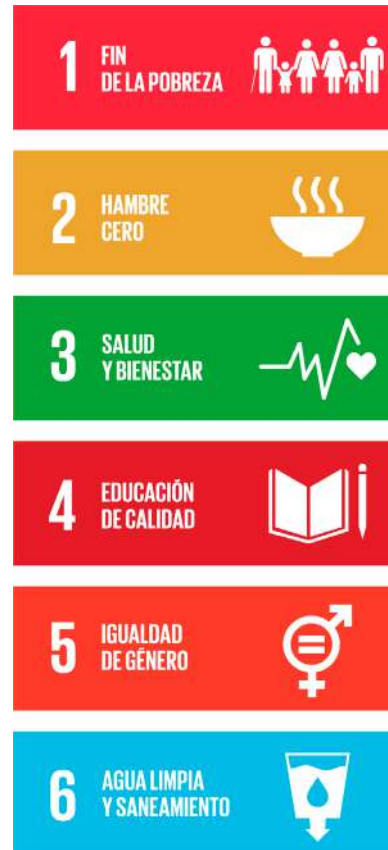 1 FIN
DE LA POBREZA
2 HAMBRE
CERO
3 SALUD
Y BIENESTAR
4 EDUCACIÓN
DE CALIDAD
5 IGUALDAD
DE GÉNERO
6 AGUA LIMPIA
Y SANEAMIENTO